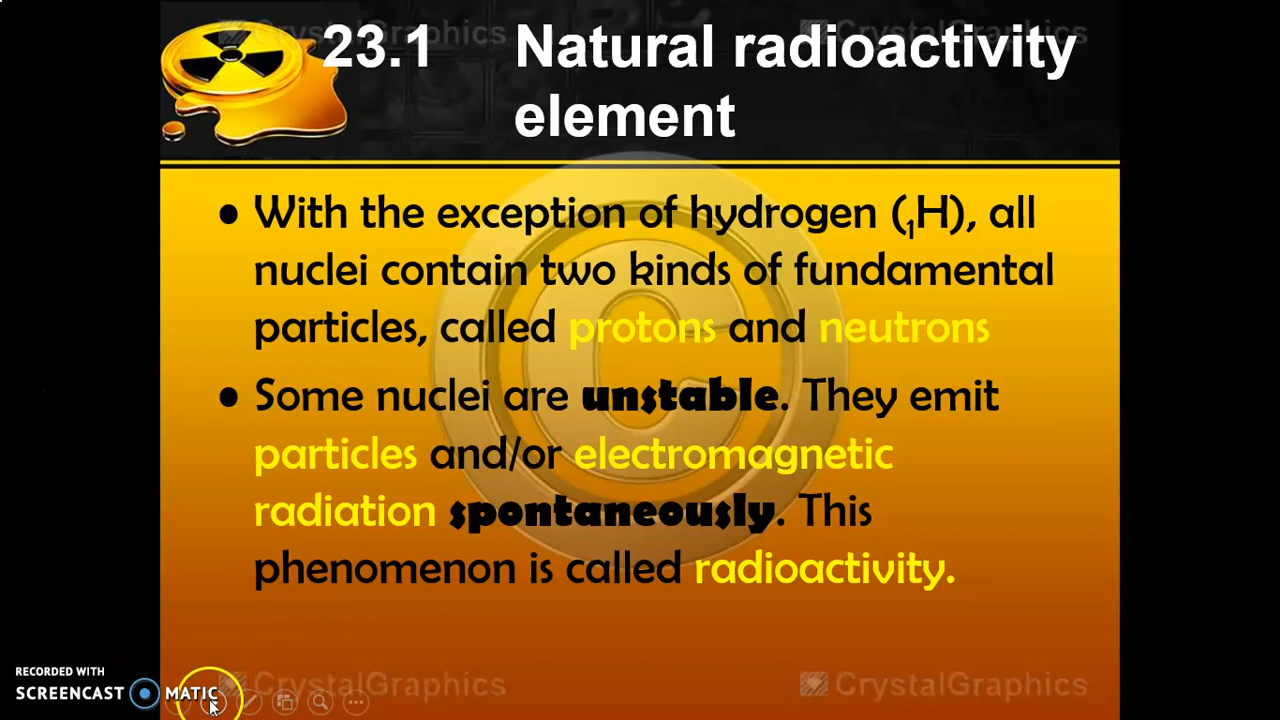 CrystalGraphics CrystalGraphics
23.1 Natural radioactivity
element
• With the exception of hydrogen (₁H), all
nuclei contain two kinds of fundamental
particles, called protons and neutrons
• Some nuclei are unstable. They emit
particles and/or electromagnetic
radiation spontaneously. This
phenomenon is called radioactivity.
RECORDED WITH
SCREENCAST MATIC
CrystalGraphics CrystalGraphics